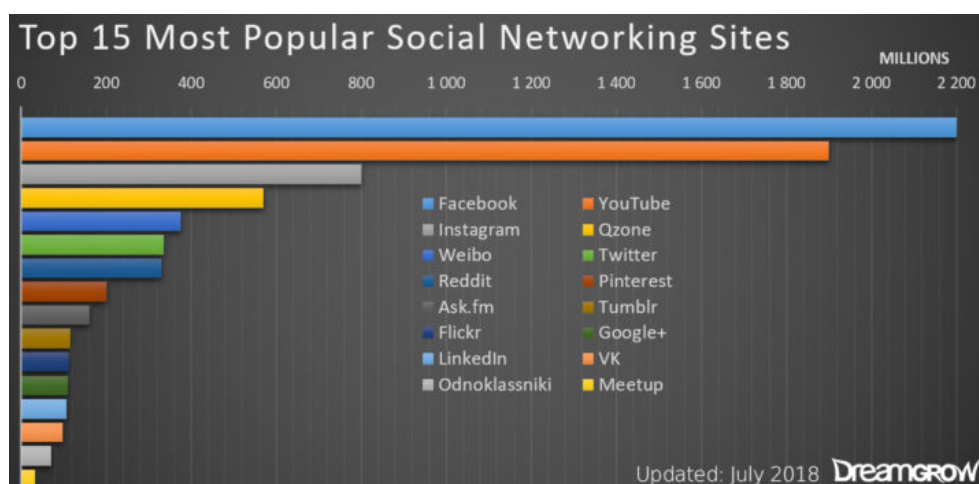 Top 15 Most Popular Social Networking Sites
MILLIONS
0 200 400 600 800 1 000 1 200 1 400 1 600 1 800 2 000 2 200
Facebook YouTube
Instagram Qzone
Weibo Twitter
Reddit Pinterest
Ask.fm Tumblr
Flickr Google+
LinkedIn VK
Odnoklassniki Meetup
Updated: July 2018 DREAMGROW